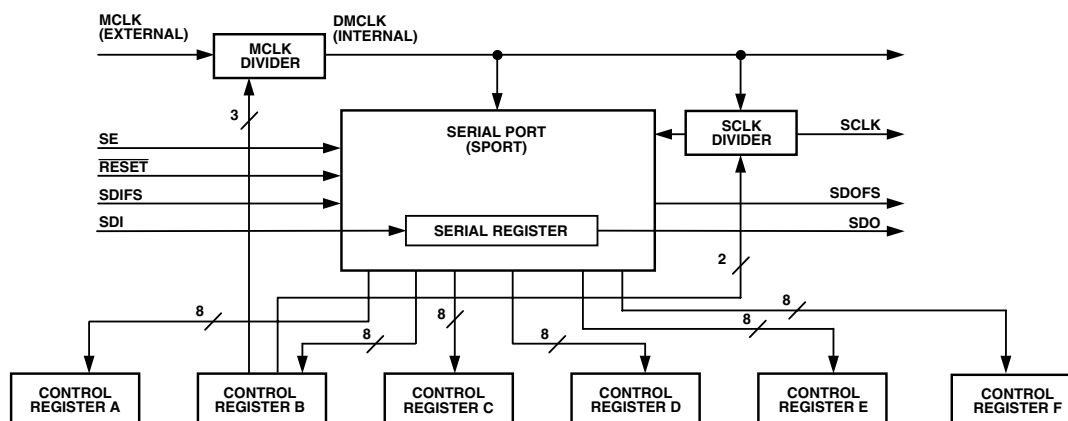 MCLK
(EXTERNAL)
MCLK
DIVIDER
DMCLK
(INTERNAL)
3
SE
RESET
SDIFS
SDI
SERIAL PORT
(SPORT)
SERIAL REGISTER
SCLK
DIVIDER
SCLK
SDOFS
SDO
2
8
8
8
8
8
8
CONTROL
REGISTER A
CONTROL
REGISTER B
CONTROL
REGISTER C
CONTROL
REGISTER D
CONTROL
REGISTER E
CONTROL
REGISTER F